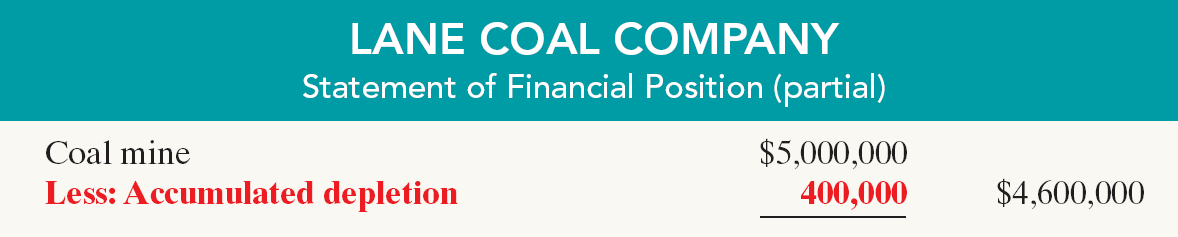 LANE COAL COMPANY
Statement of Financial Position (partial)
Coal mine $5,000,000
Less: Accumulated depletion 400,000 $4,600,000